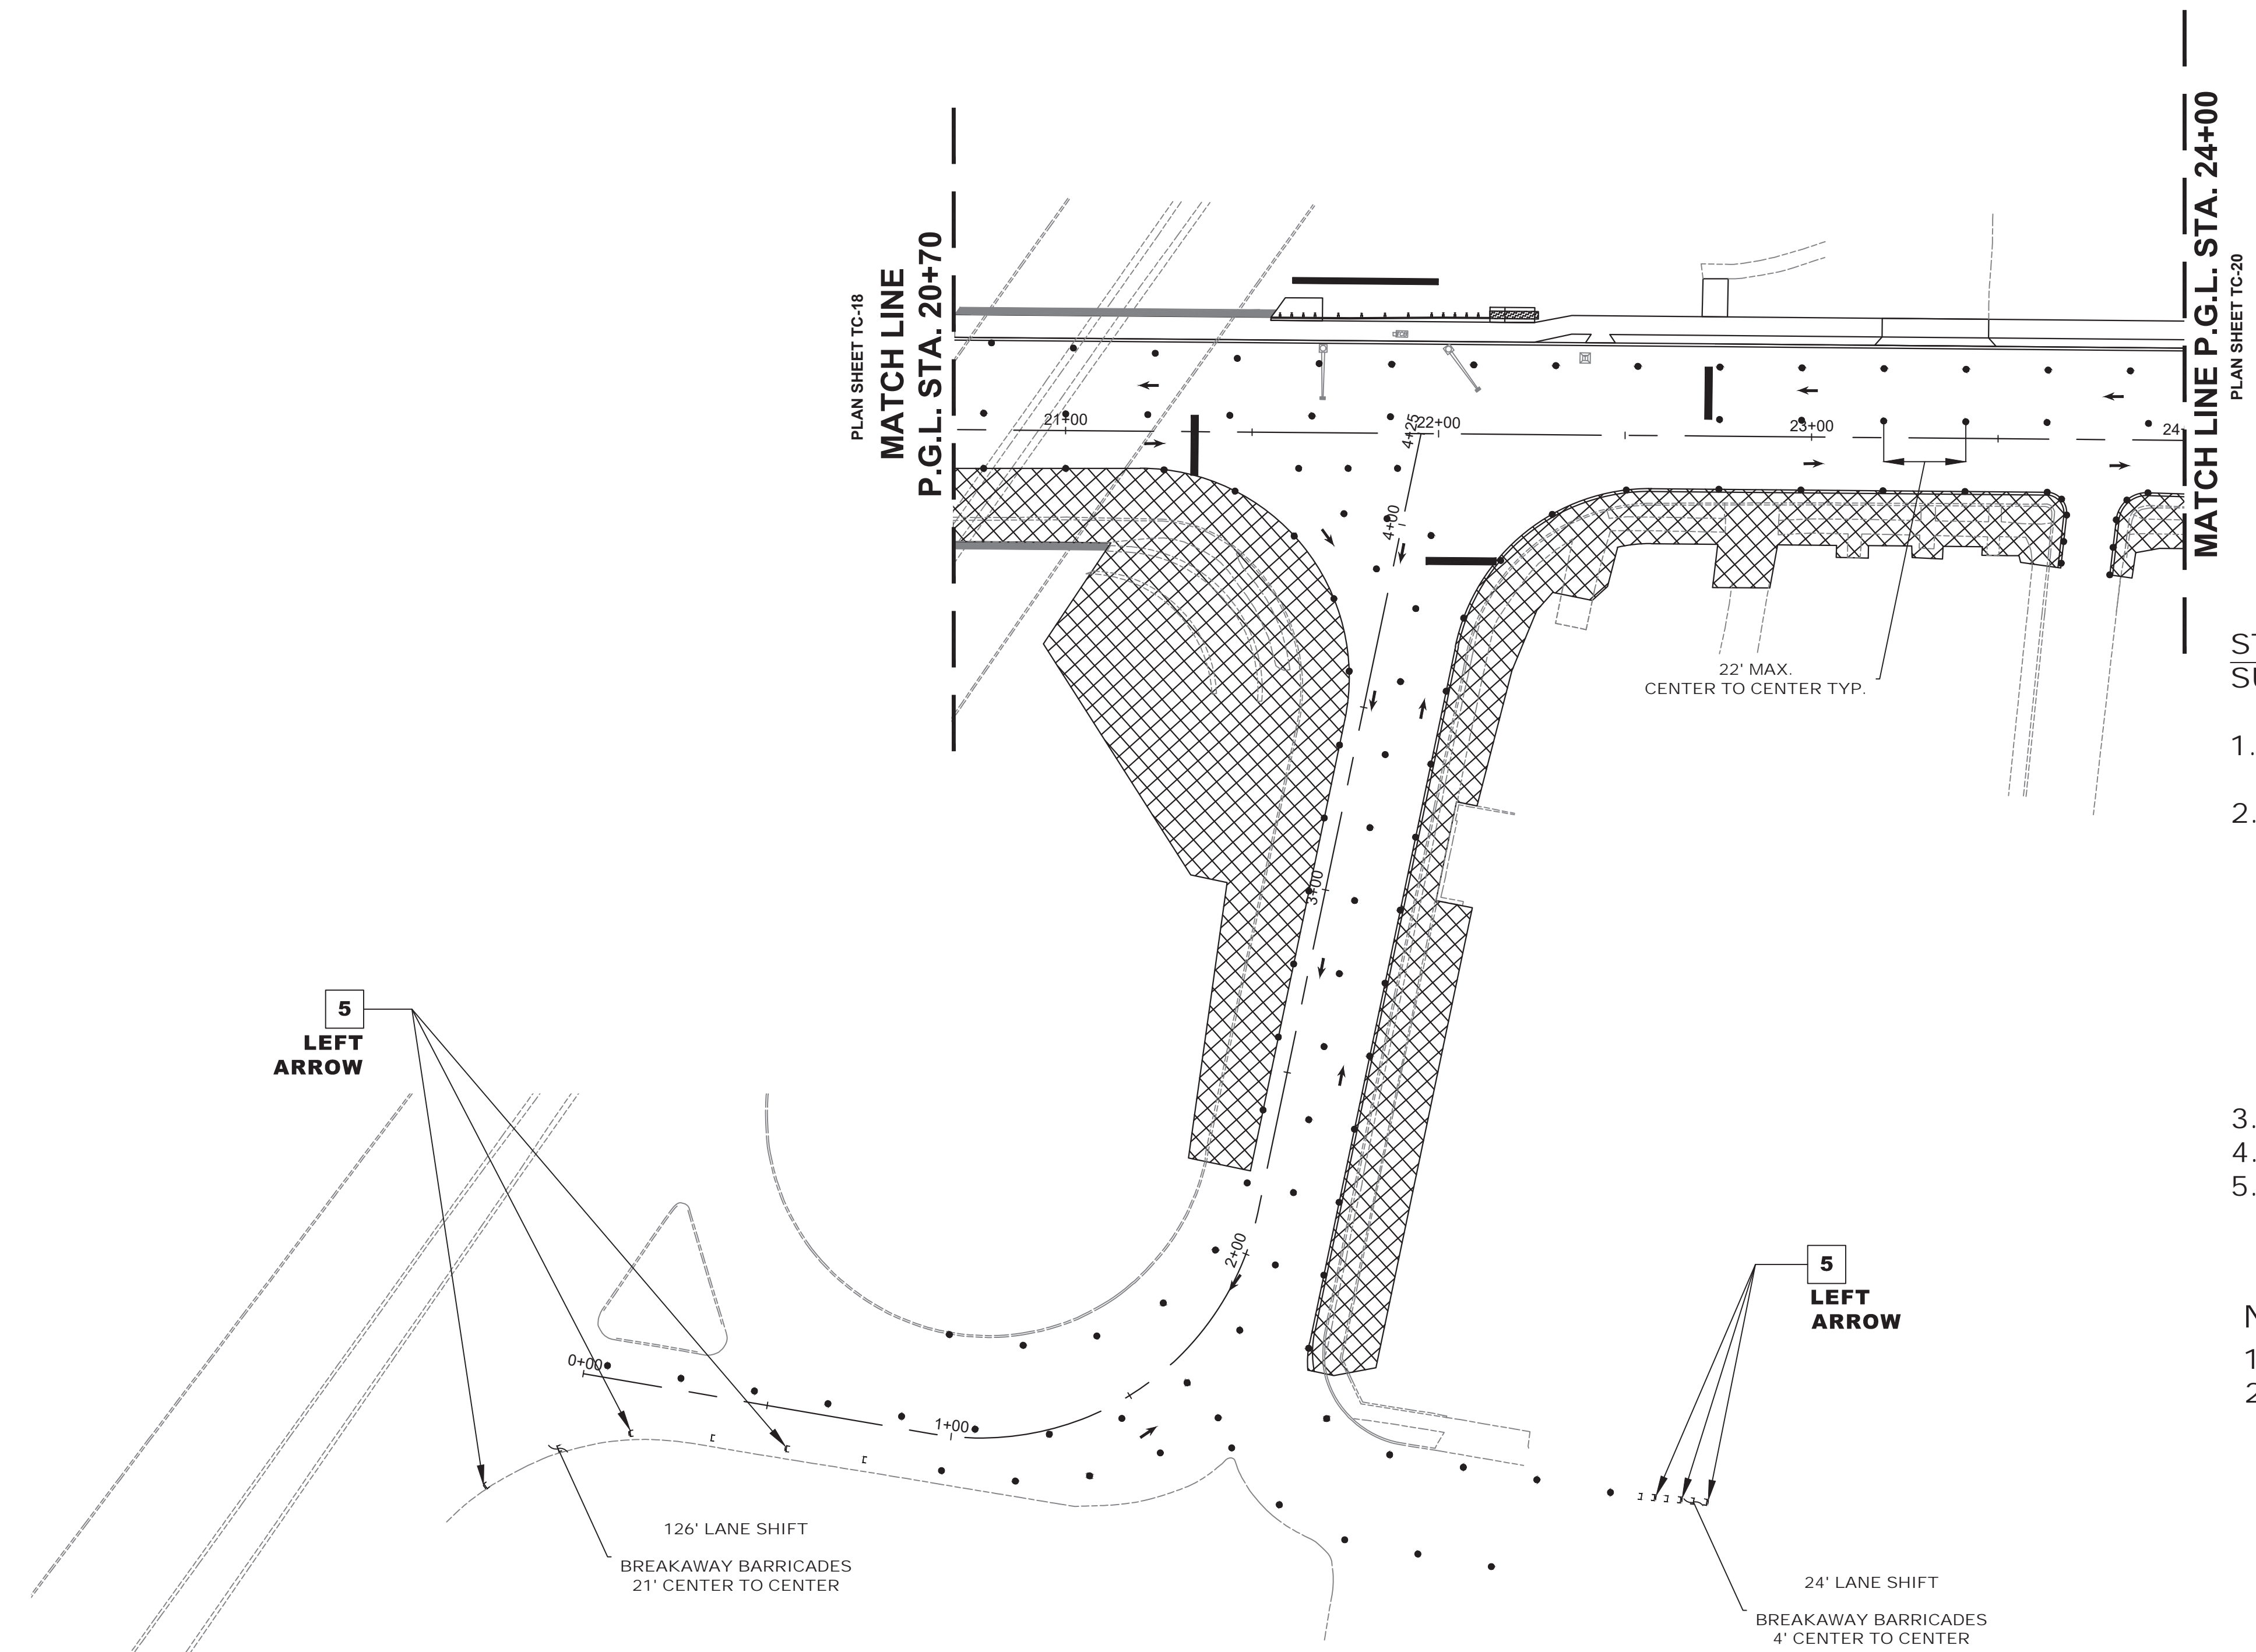 PLAN SHEET TC-18
MATCH LINE
P.G.L. STA. 20+70
MATCH LINE P.G.L. STA. 24+00
PLAN SHEET TC-20
21+00
22+00
23+00
24+
4+25
4+00
3+00
2+00
1+00
0+00
22' MAX.
CENTER TO CENTER TYP.
5
LEFT
ARROW
126' LANE SHIFT
BREAKAWAY BARRICADES
21' CENTER TO CENTER
5
LEFT
ARROW
24' LANE SHIFT
BREAKAWAY BARRICADES
4' CENTER TO CENTER
1.
2.
3.
4.
5.